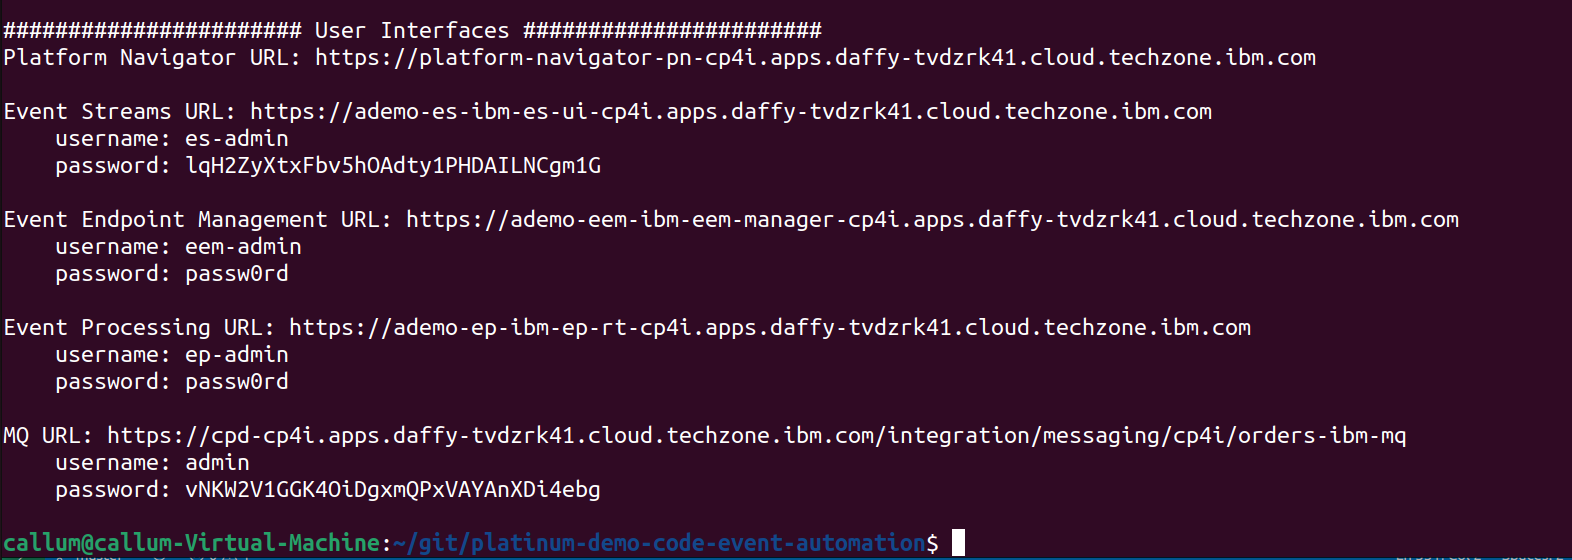 ####################### User Interfaces #######################
Platform Navigator URL: https://platform-navigator-pn-cp4i.apps.daffy-tvdzrk41.cloud.techzone.ibm.com
Event Streams URL: https://ademo-es-ibm-es-ui-cp4i.apps.daffy-tvdzrk41.cloud.techzone.ibm.com
username: es-admin
password: lqH2ZyXtxFbv5hOAdty1PHDAILNCgm1G
Event Endpoint Management URL: https://ademo-eem-ibm-eem-manager-cp4i.apps.daffy-tvdzrk41.cloud.techzone.ibm.com
username: eem-admin
password: passw0rd
Event Processing URL: https://ademo-ep-ibm-ep-rt-cp4i.apps.daffy-tvdzrk41.cloud.techzone.ibm.com
username: ep-admin
password: passw0rd
MQ URL: https://cpd-cp4i.apps.daffy-tvdzrk41.cloud.techzone.ibm.com/integration/messaging/cp4i/orders-ibm-mq
username: admin
password: vNKW2V1GGK4OiDgxmQPxVAYAnXDi4ebg
callum@callum-Virtual-Machine:~/git/platinum-demo-code-event-automation$